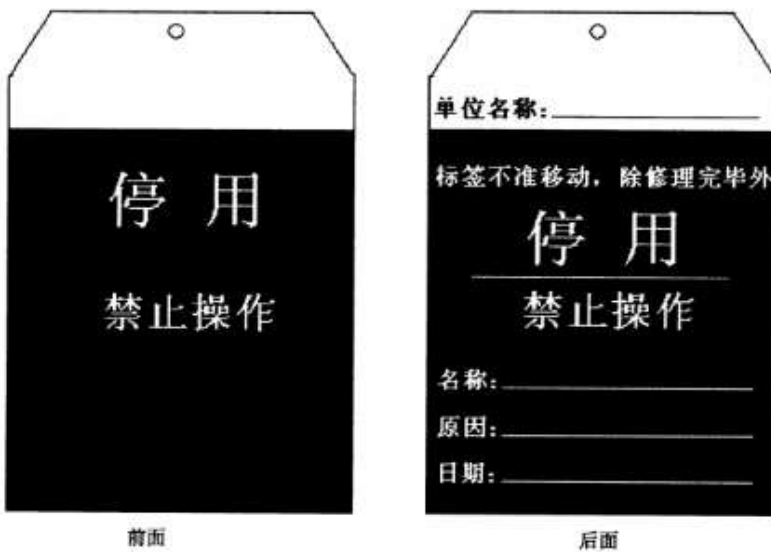 停 用
禁止操作
前面
单位名称:
标签不准移动，除修理完毕外
停 用
禁止操作
名称:
原因:
日期:
后面